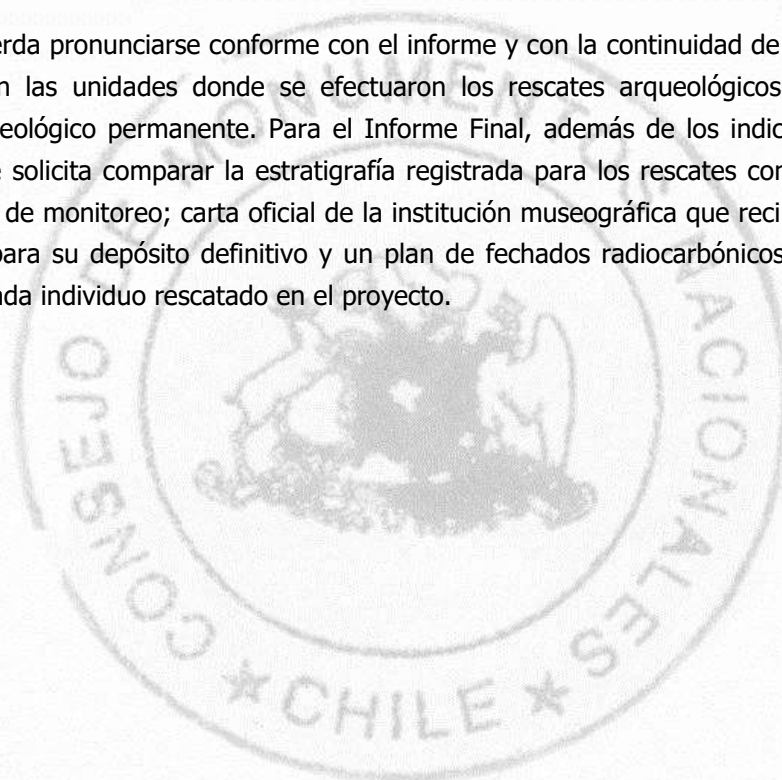 erda pronunciarse conforme con el informe y con la continuidad de
n las unidades donde se efectuaron los rescates arqueológicos
eológico permanente. Para el Informe Final, además de los indic
e solicita comparar la estratigrafía registrada para los rescates con
de monitoreo; carta oficial de la institución museográfica que reci
para su depósito definitivo y un plan de fechados radiocarbónicos
ada individuo rescatado en el proyecto.
CONSEJO DE MONUMENTOS NACIONALES
★ CHILE ★